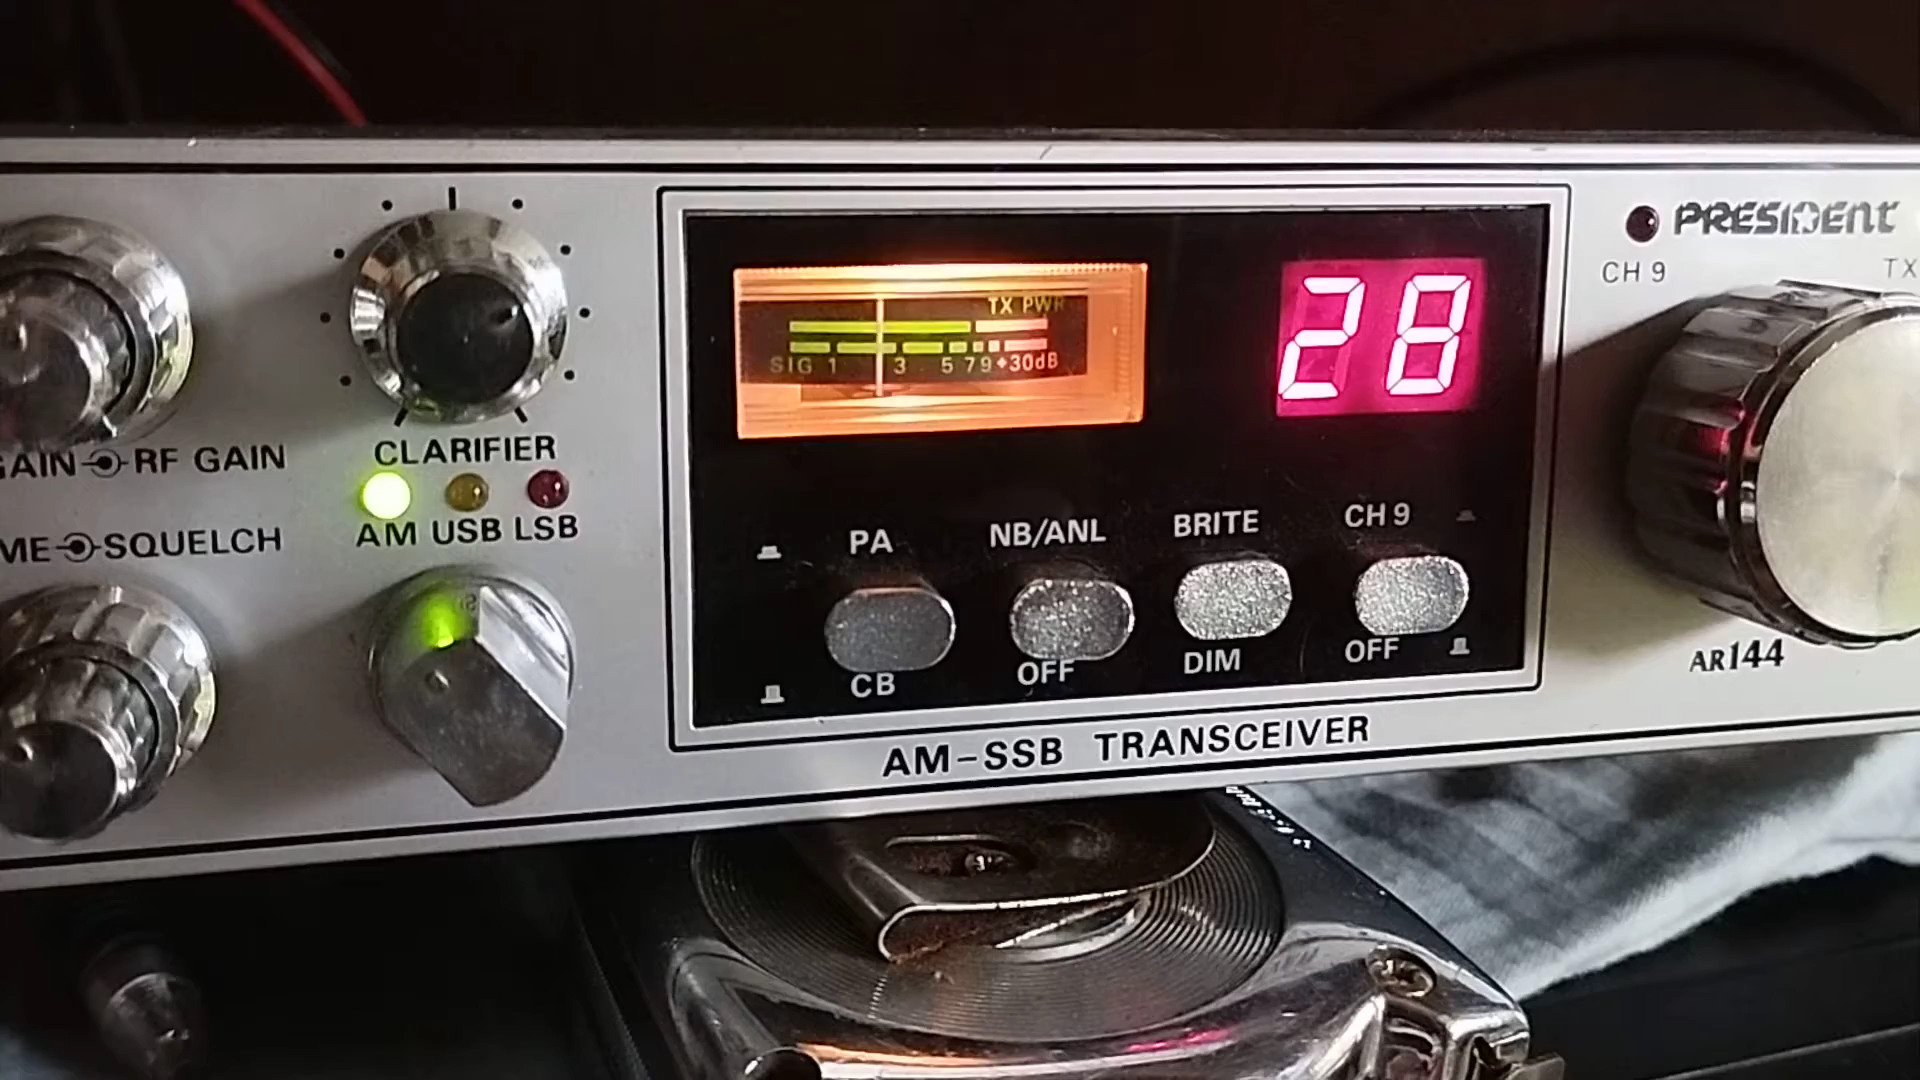 PRESIDENT
CH 9
TX
TX PWR
SIG 1 3 5 7 9 +30dB
28
GAIN RF GAIN
CLARIFIER
AM USB LSB
SQUELCH
PA NB/ANL BRITE CH 9
CB OFF DIM OFF
AR144
AM-SSB TRANSCEIVER